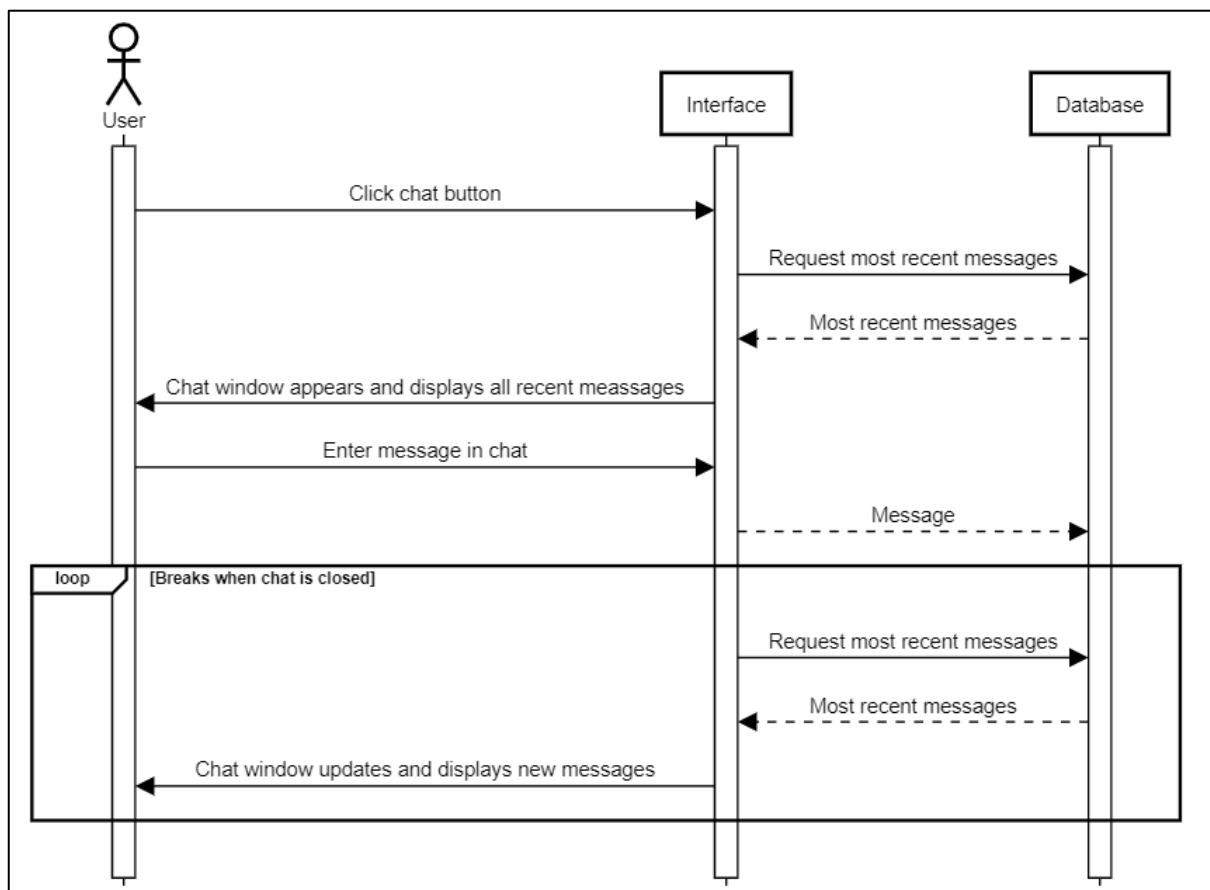 User
Interface
Database
Click chat button
Request most recent messages
Most recent messages
Chat window appears and displays all recent meassages
Enter message in chat
Message
loop
[Breaks when chat is closed]
Request most recent messages
Most recent messages
Chat window updates and displays new messages